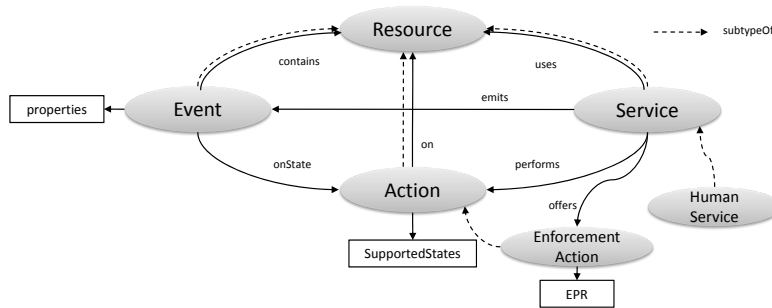 Resource
subtypeOf
contains
uses
properties
Event
emits
Service
onState
on
performs
Action
offers
Human
Service
SupportedStates
Enforcement
Action
EPR